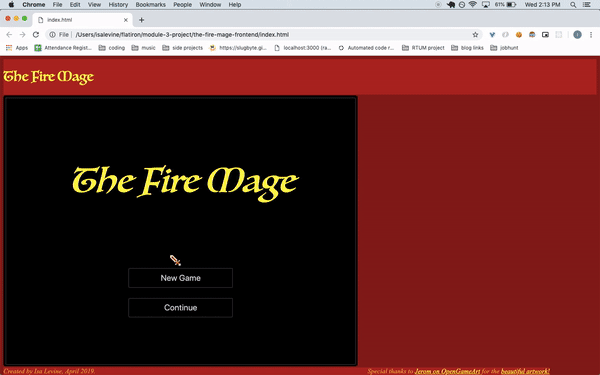 Chrome File Edit View History Bookmarks People Window Help 61% Wed 2:13 PM
index.html
File /Users/isalevine/flatiron/module-3-project/the-fire-mage-frontend/index.html
Apps Attendance Regist... coding music side projects https://slugbyte.gi... localhost:3000 (ra... Automated code r... RTUM project blog links jobhunt
The Fire Mage
The Fire Mage
New Game
Continue
Created by Isa Levine, April 2019. Special thanks to Jerom on OpenGameArt for the beautiful artwork!